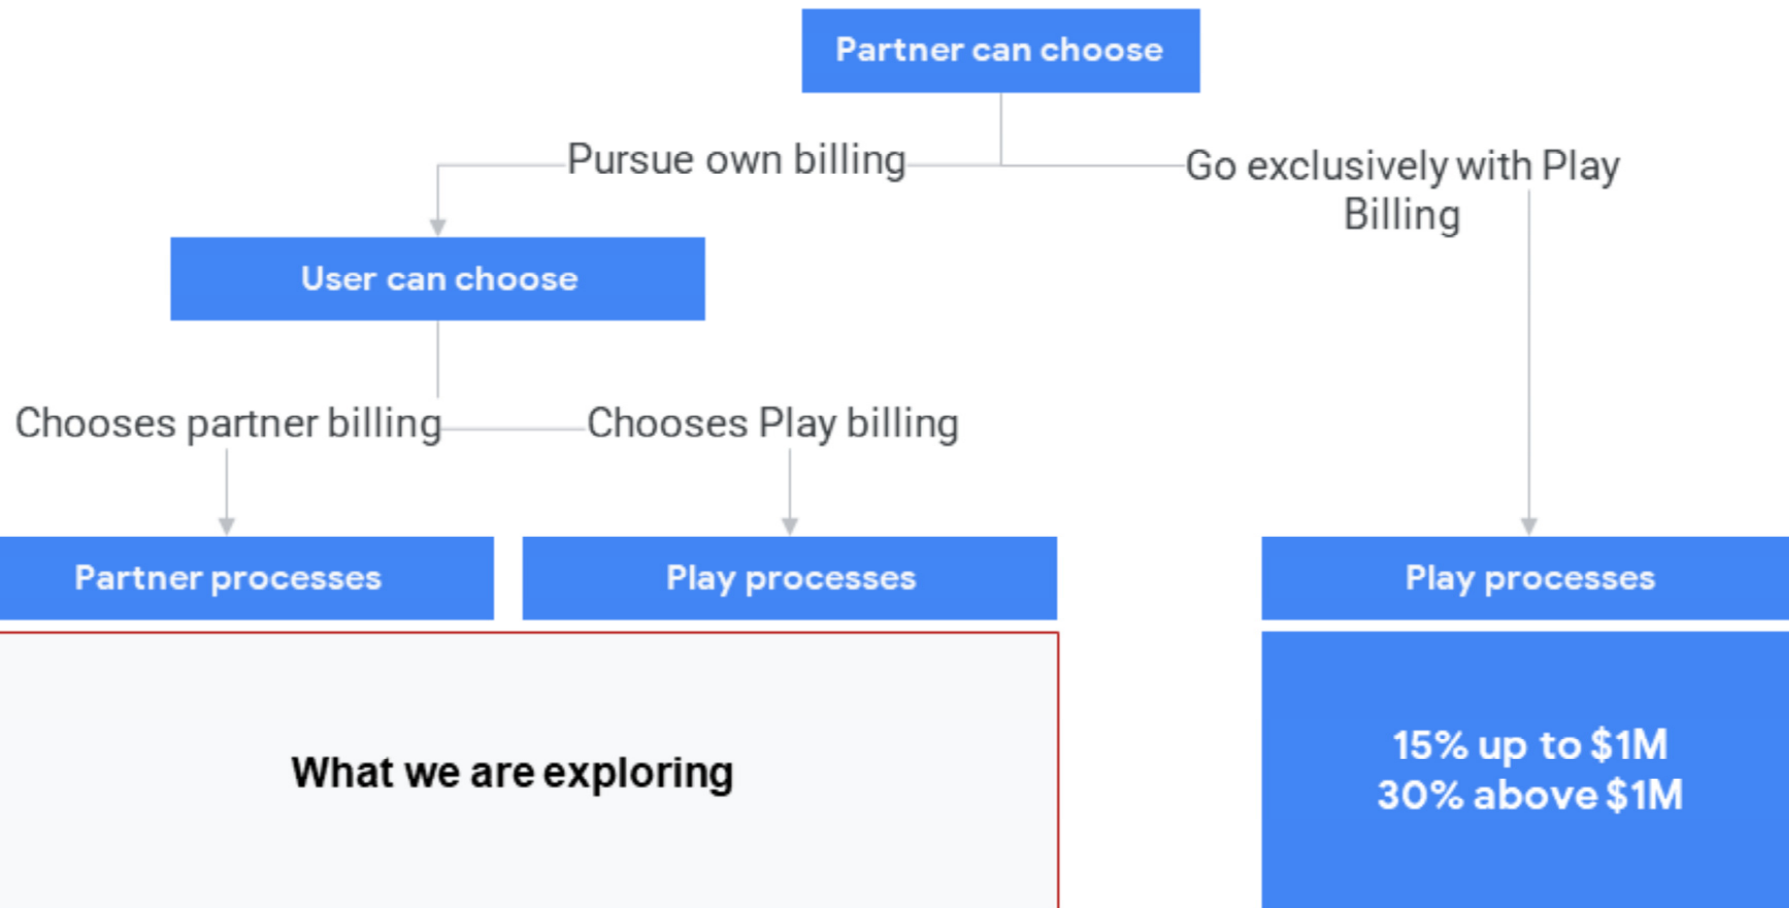 Partner can choose
Pursue own billing
Go exclusively with Play
Billing
User can choose
Chooses partner billing
Chooses Play billing
Partner processes
Play processes
Play processes
What we are exploring
15% up to $1M
30% above $1M